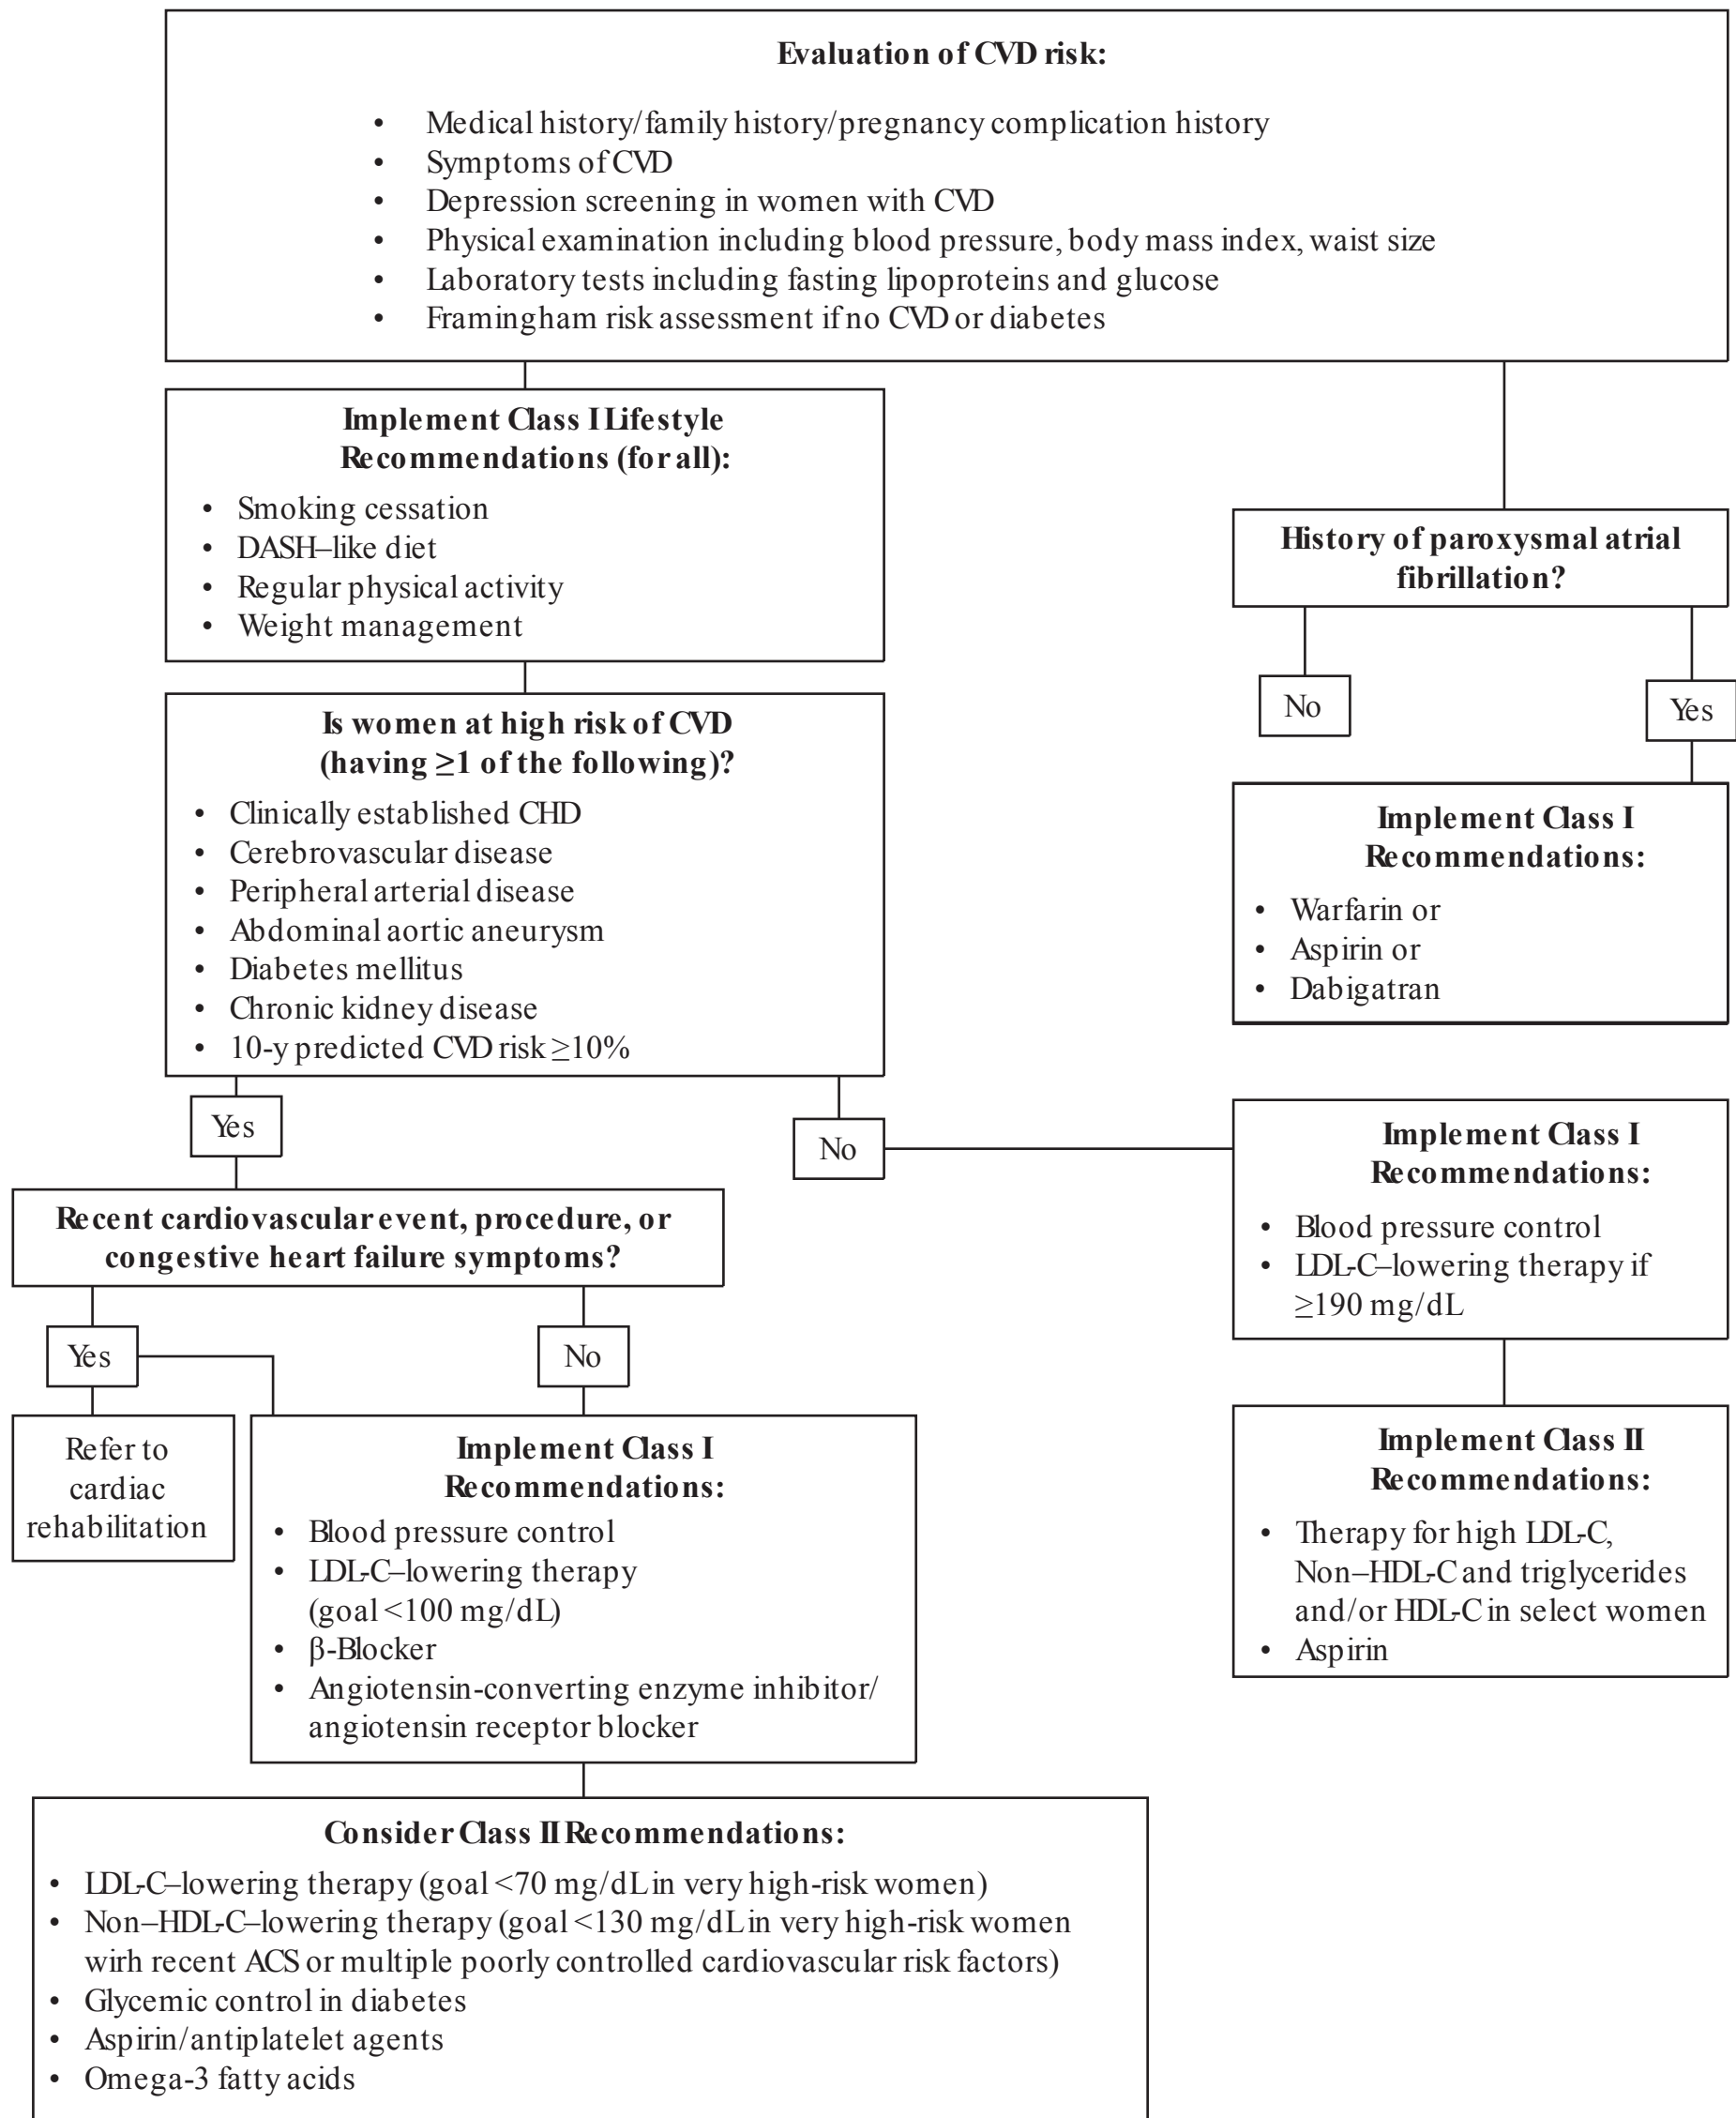 Evaluation of CVD risk:
• Medical history/family history/pregnancy complication history
• Symptoms of CVD
• Depression screening in women with CVD
• Physical examination including blood pressure, body mass index, waist size
• Laboratory tests including fasting lipoproteins and glucose
• Framingham risk assessment if no CVD or diabetes
Implement Class I Lifestyle
Recommendations (for all):
• Smoking cessation
• DASH–like diet
• Regular physical activity
• Weight management
History of paroxysmal atrial
fibrillation?
No
Yes
Implement Class I
Recommendations:
• Warfarin or
• Aspirin or
• Dabigatran
Is women at high risk of CVD
(having ≥1 of the following)?
• Clinically established CHD
• Cerebrovascular disease
• Peripheral arterial disease
• Abdominal aortic aneurysm
• Diabetes mellitus
• Chronic kidney disease
• 10-y predicted CVD risk ≥10%
Yes
No
Implement Class I
Recommendations:
• Blood pressure control
• LDL-C–lowering therapy if
≥190 mg/dL
Recent cardiovascular event, procedure, or
congestive heart failure symptoms?
Yes
No
Refer to
cardiac
rehabilitation
Implement Class I
Recommendations:
• Blood pressure control
• LDL-C–lowering therapy
(goal <100 mg/dL)
• β-Blocker
• Angiotensin-converting enzyme inhibitor/
angiotensin receptor blocker
Implement Class II
Recommendations:
• Therapy for high LDL-C,
Non–HDL-C and triglycerides
and/or HDL-C in select women
• Aspirin
Consider Class II Recommendations:
• LDL-C–lowering therapy (goal <70 mg/dL in very high-risk women)
• Non–HDL-C–lowering therapy (goal <130 mg/dL in very high-risk women
wirh recent ACS or multiple poorly controlled cardiovascular risk factors)
• Glycemic control in diabetes
• Aspirin/antiplatelet agents
• Omega-3 fatty acids